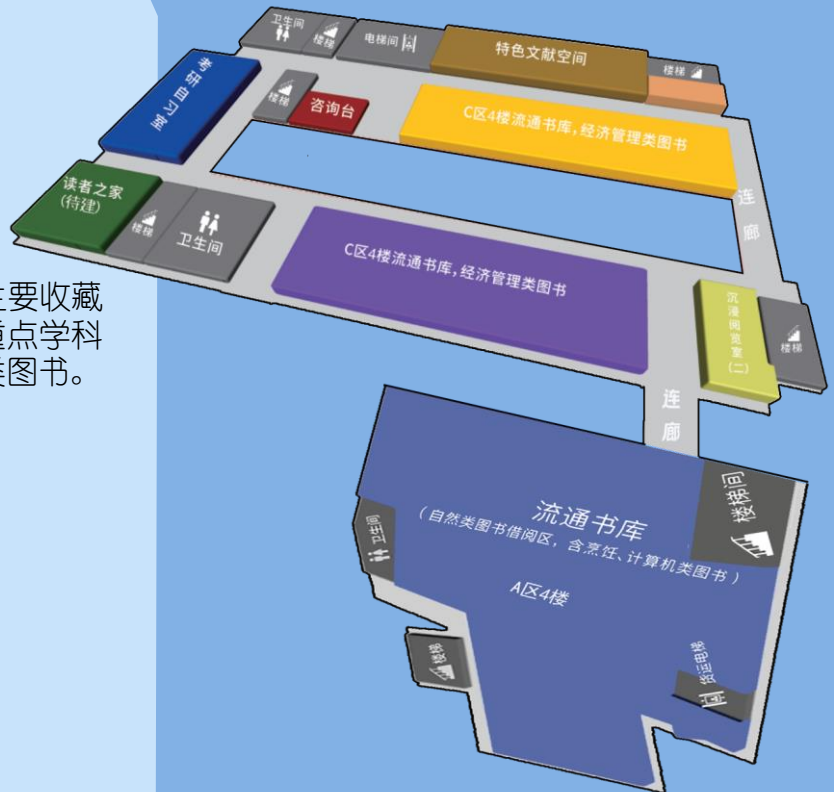 卫生间
楼梯
电梯间
特色文献空间
楼梯
考研自习室
楼梯
咨询台
C区4楼流通书库,经济管理类图书
读者之家
(待建)
楼梯
卫生间
C区4楼流通书库,经济管理类图书
连廊
沉浸阅览室(二)
楼梯
主要收藏
重点学科
类图书。
连廊
流通书库
(自然类图书借阅区,含烹饪、计算机类图书)
A区4楼
楼梯间
卫生间
楼梯
货运电梯